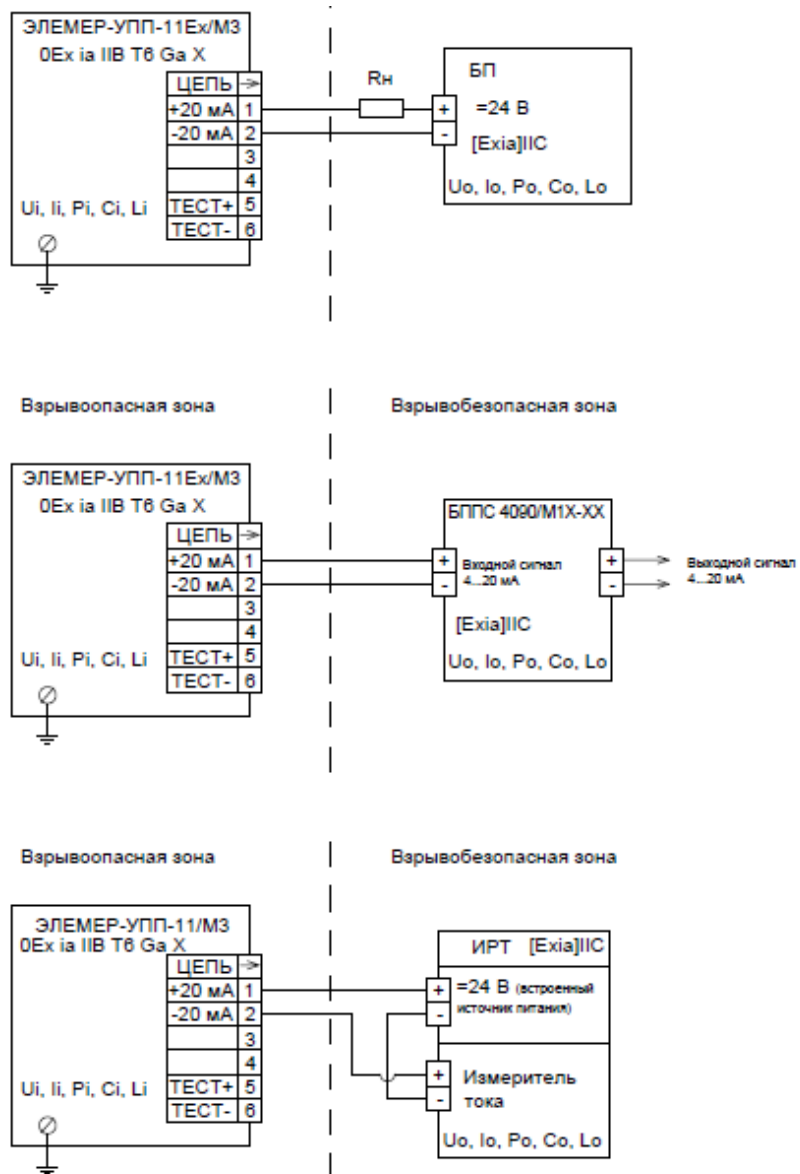 ЭЛЕМЕР-УПП-11Ex/М3
0Ex ia IIB T6 Ga X
ЦЕПЬ
+20 мА 1
-20 мА 2
3
4
ТЕСТ+ 5
ТЕСТ- 6
Ui, Ii, Pi, Ci, Li
Rн
БП
+ =24 В
-
[Exia]IIC
Uo, Io, Po, Co, Lo
Взрывоопасная зона
Взрывобезопасная зона
ЭЛЕМЕР-УПП-11Ex/М3
0Ex ia IIB T6 Ga X
ЦЕПЬ
+20 мА 1
-20 мА 2
3
4
ТЕСТ+ 5
ТЕСТ- 6
Ui, Ii, Pi, Ci, Li
БППС 4090/М1Х-ХХ
+ Входной сигнал +
- 4...20 мА -
[Exia]IIC
Uo, Io, Po, Co, Lo
Выходной сигнал
4...20 мА
Взрывоопасная зона
Взрывобезопасная зона
ЭЛЕМЕР-УПП-11/М3
0Ex ia IIB T6 Ga X
ЦЕПЬ
+20 мА 1
-20 мА 2
3
4
ТЕСТ+ 5
ТЕСТ- 6
Ui, Ii, Pi, Ci, Li
ИРТ [Exia]IIC
+ =24 В (встроенный
- источник питания)
+ Измеритель
- тока
Uo, Io, Po, Co, Lo